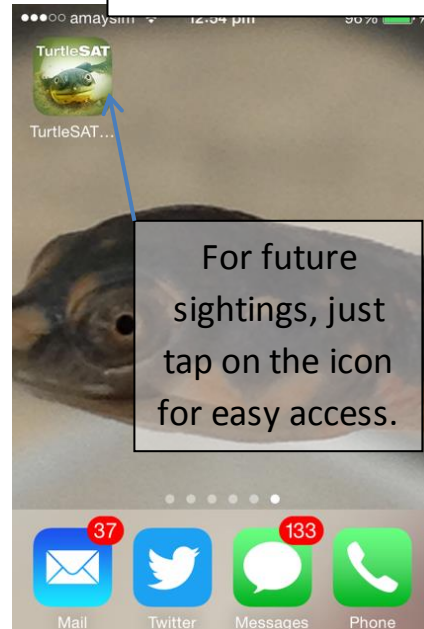 amaysim 12:54 pm 96%
TurtleSAT
TurtleSAT...
For future
sightings, just
tap on the icon
for easy access.
37 133
Mail Twitter Messages Phone